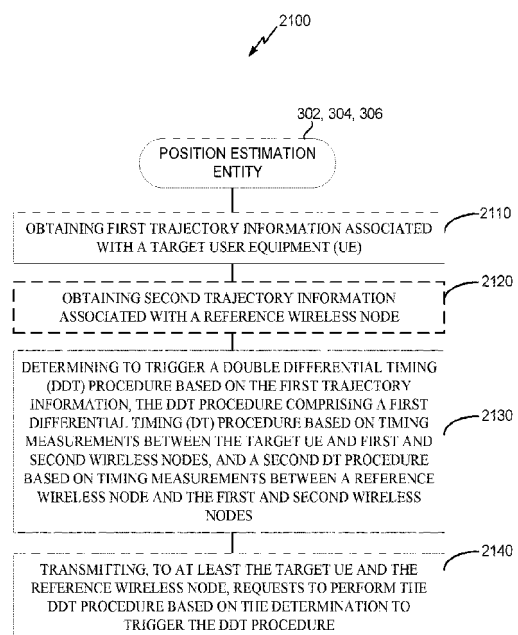 2100
302, 304, 306
POSITION ESTIMATION
ENTITY
2110
OBTAINING FIRST TRAJECTORY INFORMATION ASSOCIATED
WITH A TARGET USER EQUIPMENT (UE)
2120
OBTAINING SECOND TRAJECTORY INFORMATION
ASSOCIATED WITH A REFERENCE WIRELESS NODE
DETERMINING TO TRIGGER A DOUBLE DIFFERENTIAL TIMING
(DDT) PROCEDURE BASED ON THE FIRST TRAJECTORY
INFORMATION, THE DDT PROCEDURE COMPRISING A FIRST
DIFFERENTIAL TIMING (DT) PROCEDURE BASED ON TIMING
MEASUREMENTS BETWEEN THE TARGET UE AND FIRST AND
SECOND WIRELESS NODES, AND A SECOND DT PROCEDURE
BASED ON TIMING MEASUREMENTS BETWEEN A REFERENCE
WIRELESS NODE AND THE FIRST AND SECOND WIRELESS
NODES
2130
TRANSMITTING, TO AT LEAST THE TARGET UE AND THE
REFERENCE WIRELESS NODE, REQUESTS TO PERFORM THE
DDT PROCEDURE BASED ON THE DETERMINATION TO
TRIGGER THE DDT PROCEDURE
2140